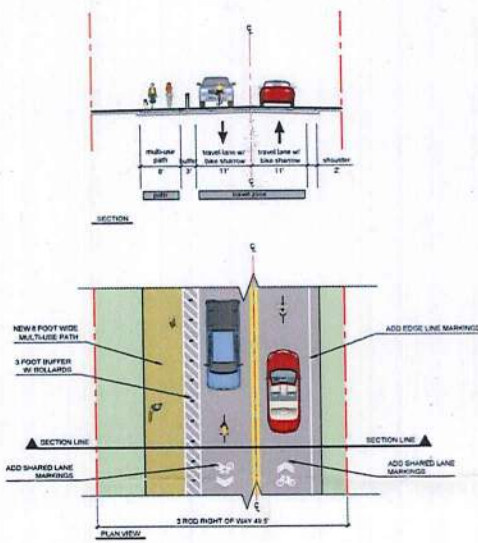 ℄
multi-use
path
8'
buffer
3'
travel lane w/
bike sharrow
11'
travel lane w/
bike sharrow
11'
shoulder
2'
℄
path
travel zone
SECTION
℄
NEW 8 FOOT WIDE
MULTI-USE PATH
3 FOOT BUFFER
W/ BOLLARDS
ADD EDGE LINE MARKINGS
SECTION LINE
SECTION LINE
ADD SHARED LANE
MARKINGS
ADD SHARED LANE
MARKINGS
℄
3 ROD RIGHT OF WAY 49.5'
PLAN VIEW